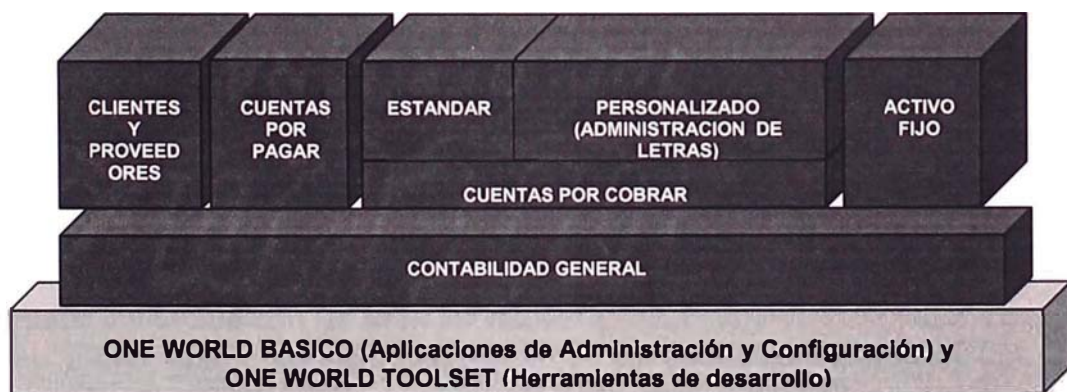 CLIENTES
Y
PROVEED
ORES
CUENTAS
POR
PAGAR
ESTANDAR
PERSONALIZADO
(ADMINISTRACION DE
LETRAS)
CUENTAS POR COBRAR
ACTIVO
FIJO
CONTABILIDAD GENERAL
ONE WORLD BASICO (Aplicaciones de Administración y Configuración) y
ONE WORLD TOOLSET (Herramientas de desarrollo)